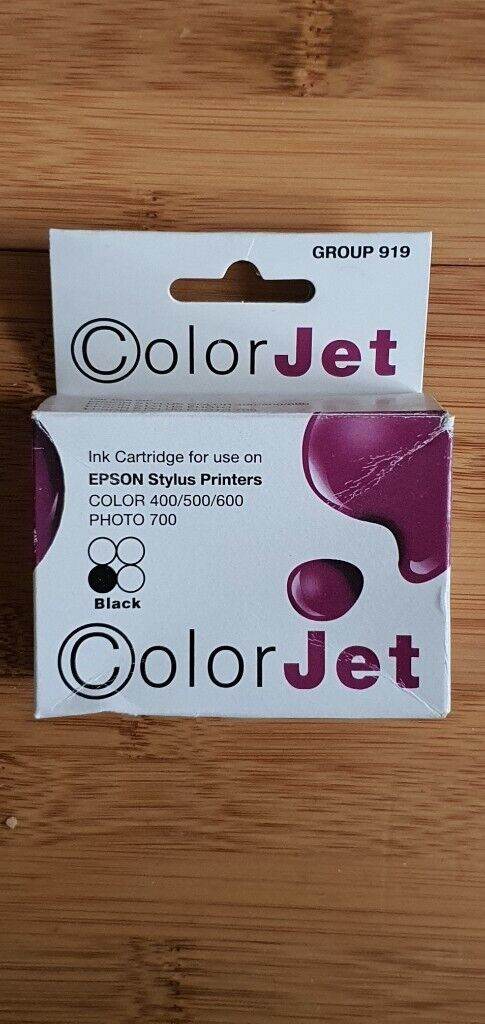 GROUP 919
ColorJet
Ink Cartridge for use on
EPSON Stylus Printers
COLOR 400/500/600
PHOTO 700
Black
ColorJet